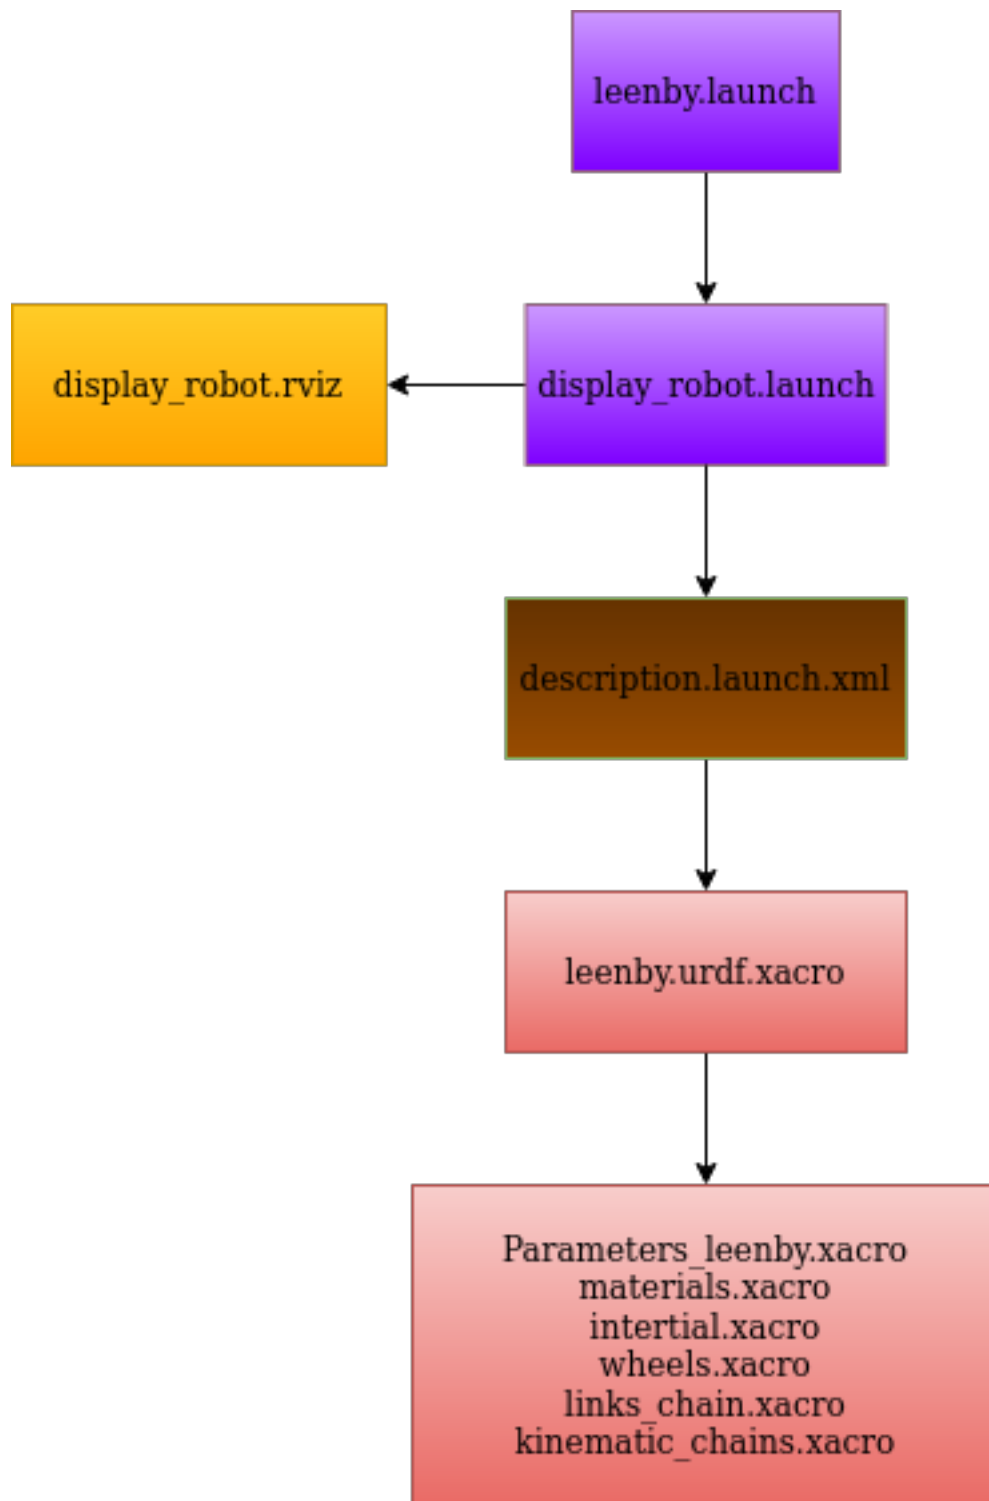 leenby.launch
display_robot.rviz
display_robot.launch
description.launch.xml
leenby.urdf.xacro
Parameters_leenby.xacro
materials.xacro
intertial.xacro
wheels.xacro
links_chain.xacro
kinematic_chains.xacro